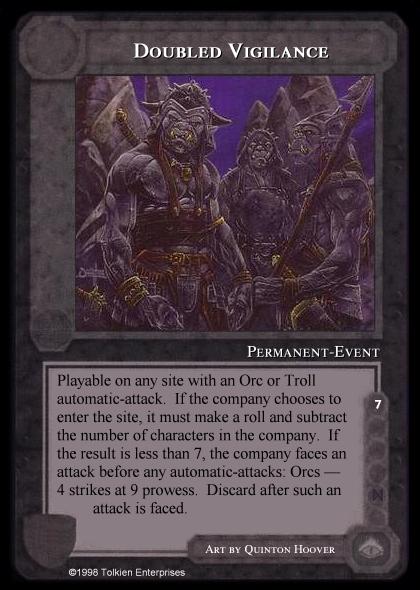 Doubled Vigilance
Permanent-Event
Playable on any site with an Orc or Troll
automatic-attack. If the company chooses to
enter the site, it must make a roll and subtract
the number of characters in the company. If
the result is less than 7, the company faces an
attack before any automatic-attacks: Orcs —
4 strikes at 9 prowess. Discard after such an
attack is faced.
7
Art by Quinton Hoover
©1998 Tolkien Enterprises